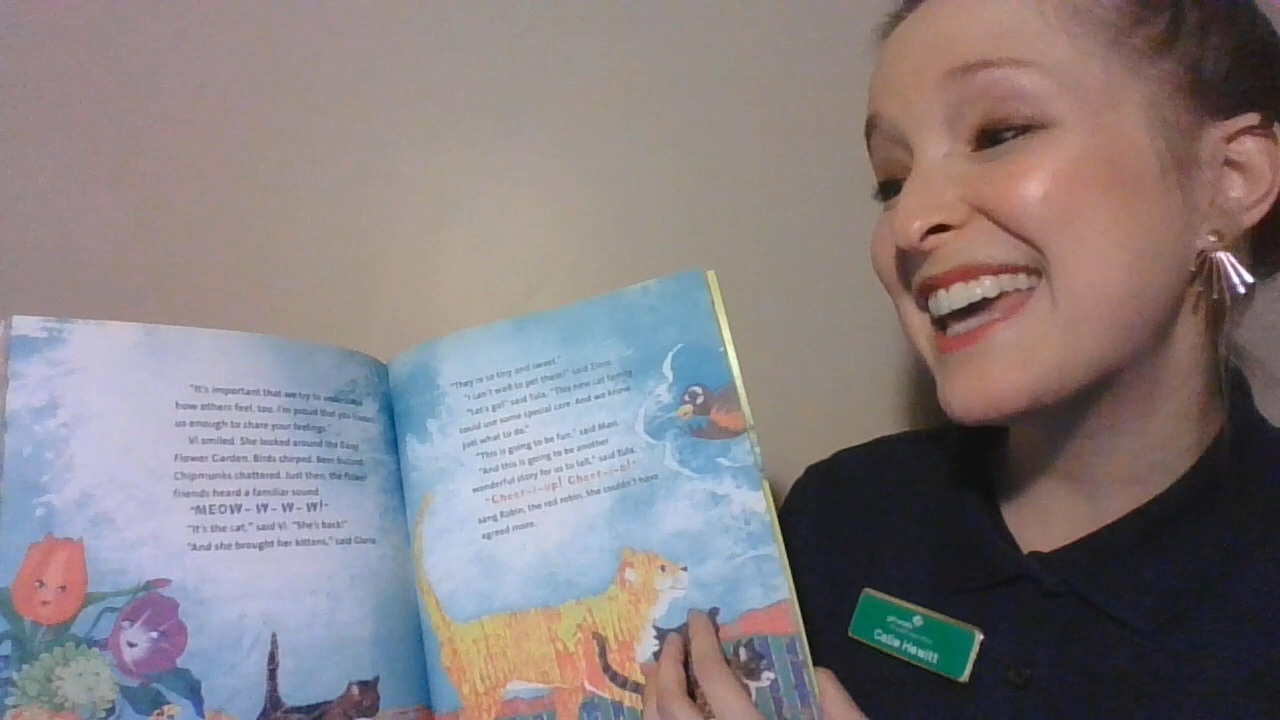 "It's important that we try to understand
how others feel, too. I'm proud that you trusted
us enough to share your feelings."
Vi smiled. She looked around the Daisy
Flower Garden. Birds chirped. Bees buzzed.
Chipmunks chattered. Just then, the flower
friends heard a familiar sound.
"MEOW-W-W-W!"
"It's the cat," said Vi. "She's back!"
"And she brought her kittens," said Gloria.
"They're so tiny and sweet."
"I can't wait to pet them!" said Zinni.
"Let's go!" said Tula. "This new cat family
could use some special care. And we know
just what to do."
"This is going to be fun," said Mari.
"And this is going to be another
wonderful story for us to tell," said Tula.
"Cheer-i-up! Cheer-i-o!"
sang Robin, the red robin. She couldn't have
agreed more.
girl scouts
Catie Hewitt